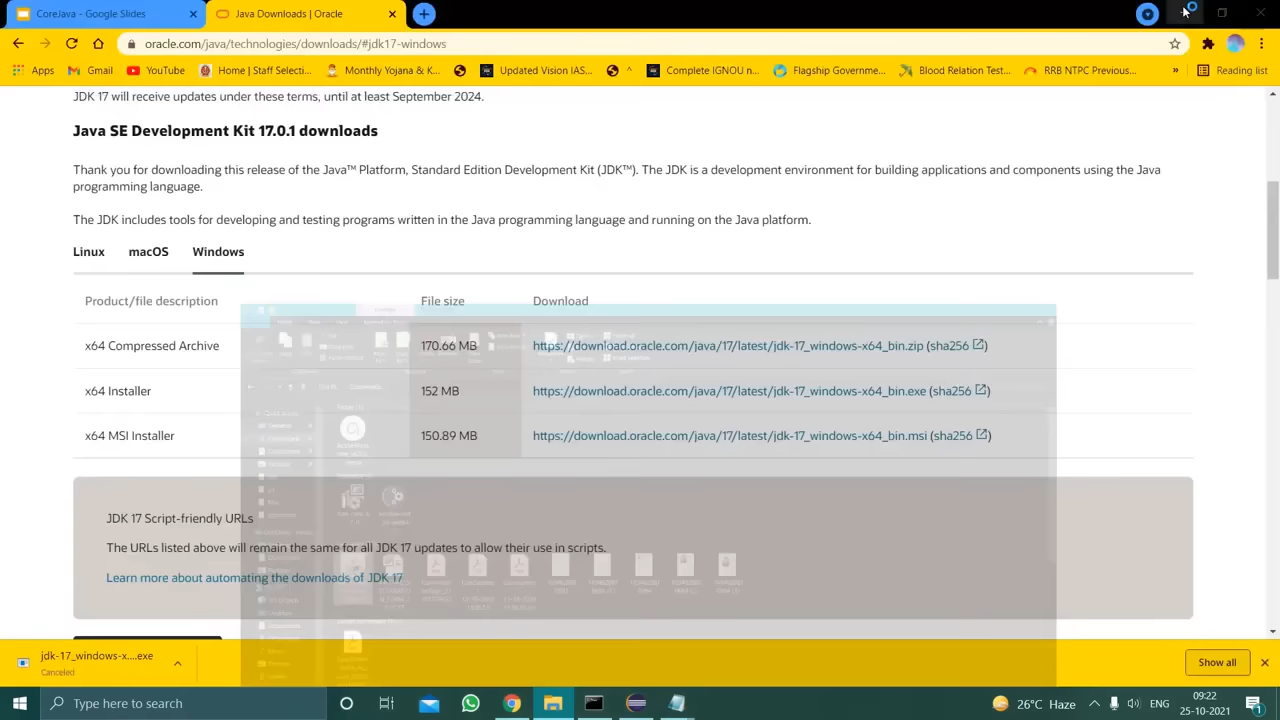 CoreJava - Google Slides
Java Downloads | Oracle
oracle.com/java/technologies/downloads/#jdk17-windows
Apps
Gmail
YouTube
Home | Staff Selecti...
Monthly Yojana & K...
Updated Vision IAS...
^
Complete IGNOU n...
Flagship Governme...
Blood Relation Test...
RRB NTPC Previous...
»
Reading list
JDK 17 will receive updates under these terms, until at least September 2024.
Java SE Development Kit 17.0.1 downloads
Thank you for downloading this release of the Java™ Platform, Standard Edition Development Kit (JDK™). The JDK is a development environment for building applications and components using the Java
programming language.
The JDK includes tools for developing and testing programs written in the Java programming language and running on the Java platform.
Linux macOS Windows
Product/file description File size Download
x64 Compressed Archive 170.66 MB https://download.oracle.com/java/17/latest/jdk-17_windows-x64_bin.zip (sha256)
x64 Installer 152 MB https://download.oracle.com/java/17/latest/jdk-17_windows-x64_bin.exe (sha256)
x64 MSI Installer 150.89 MB https://download.oracle.com/java/17/latest/jdk-17_windows-x64_bin.msi (sha256)
JDK 17 Script-friendly URLs
The URLs listed above will remain the same for all JDK 17 updates to allow their use in scripts.
Learn more about automating the downloads of JDK 17
jdk-17_windows-x....exe
Canceled
Show all
Type here to search
26°C Haze
ENG
09:22
25-10-2021
1